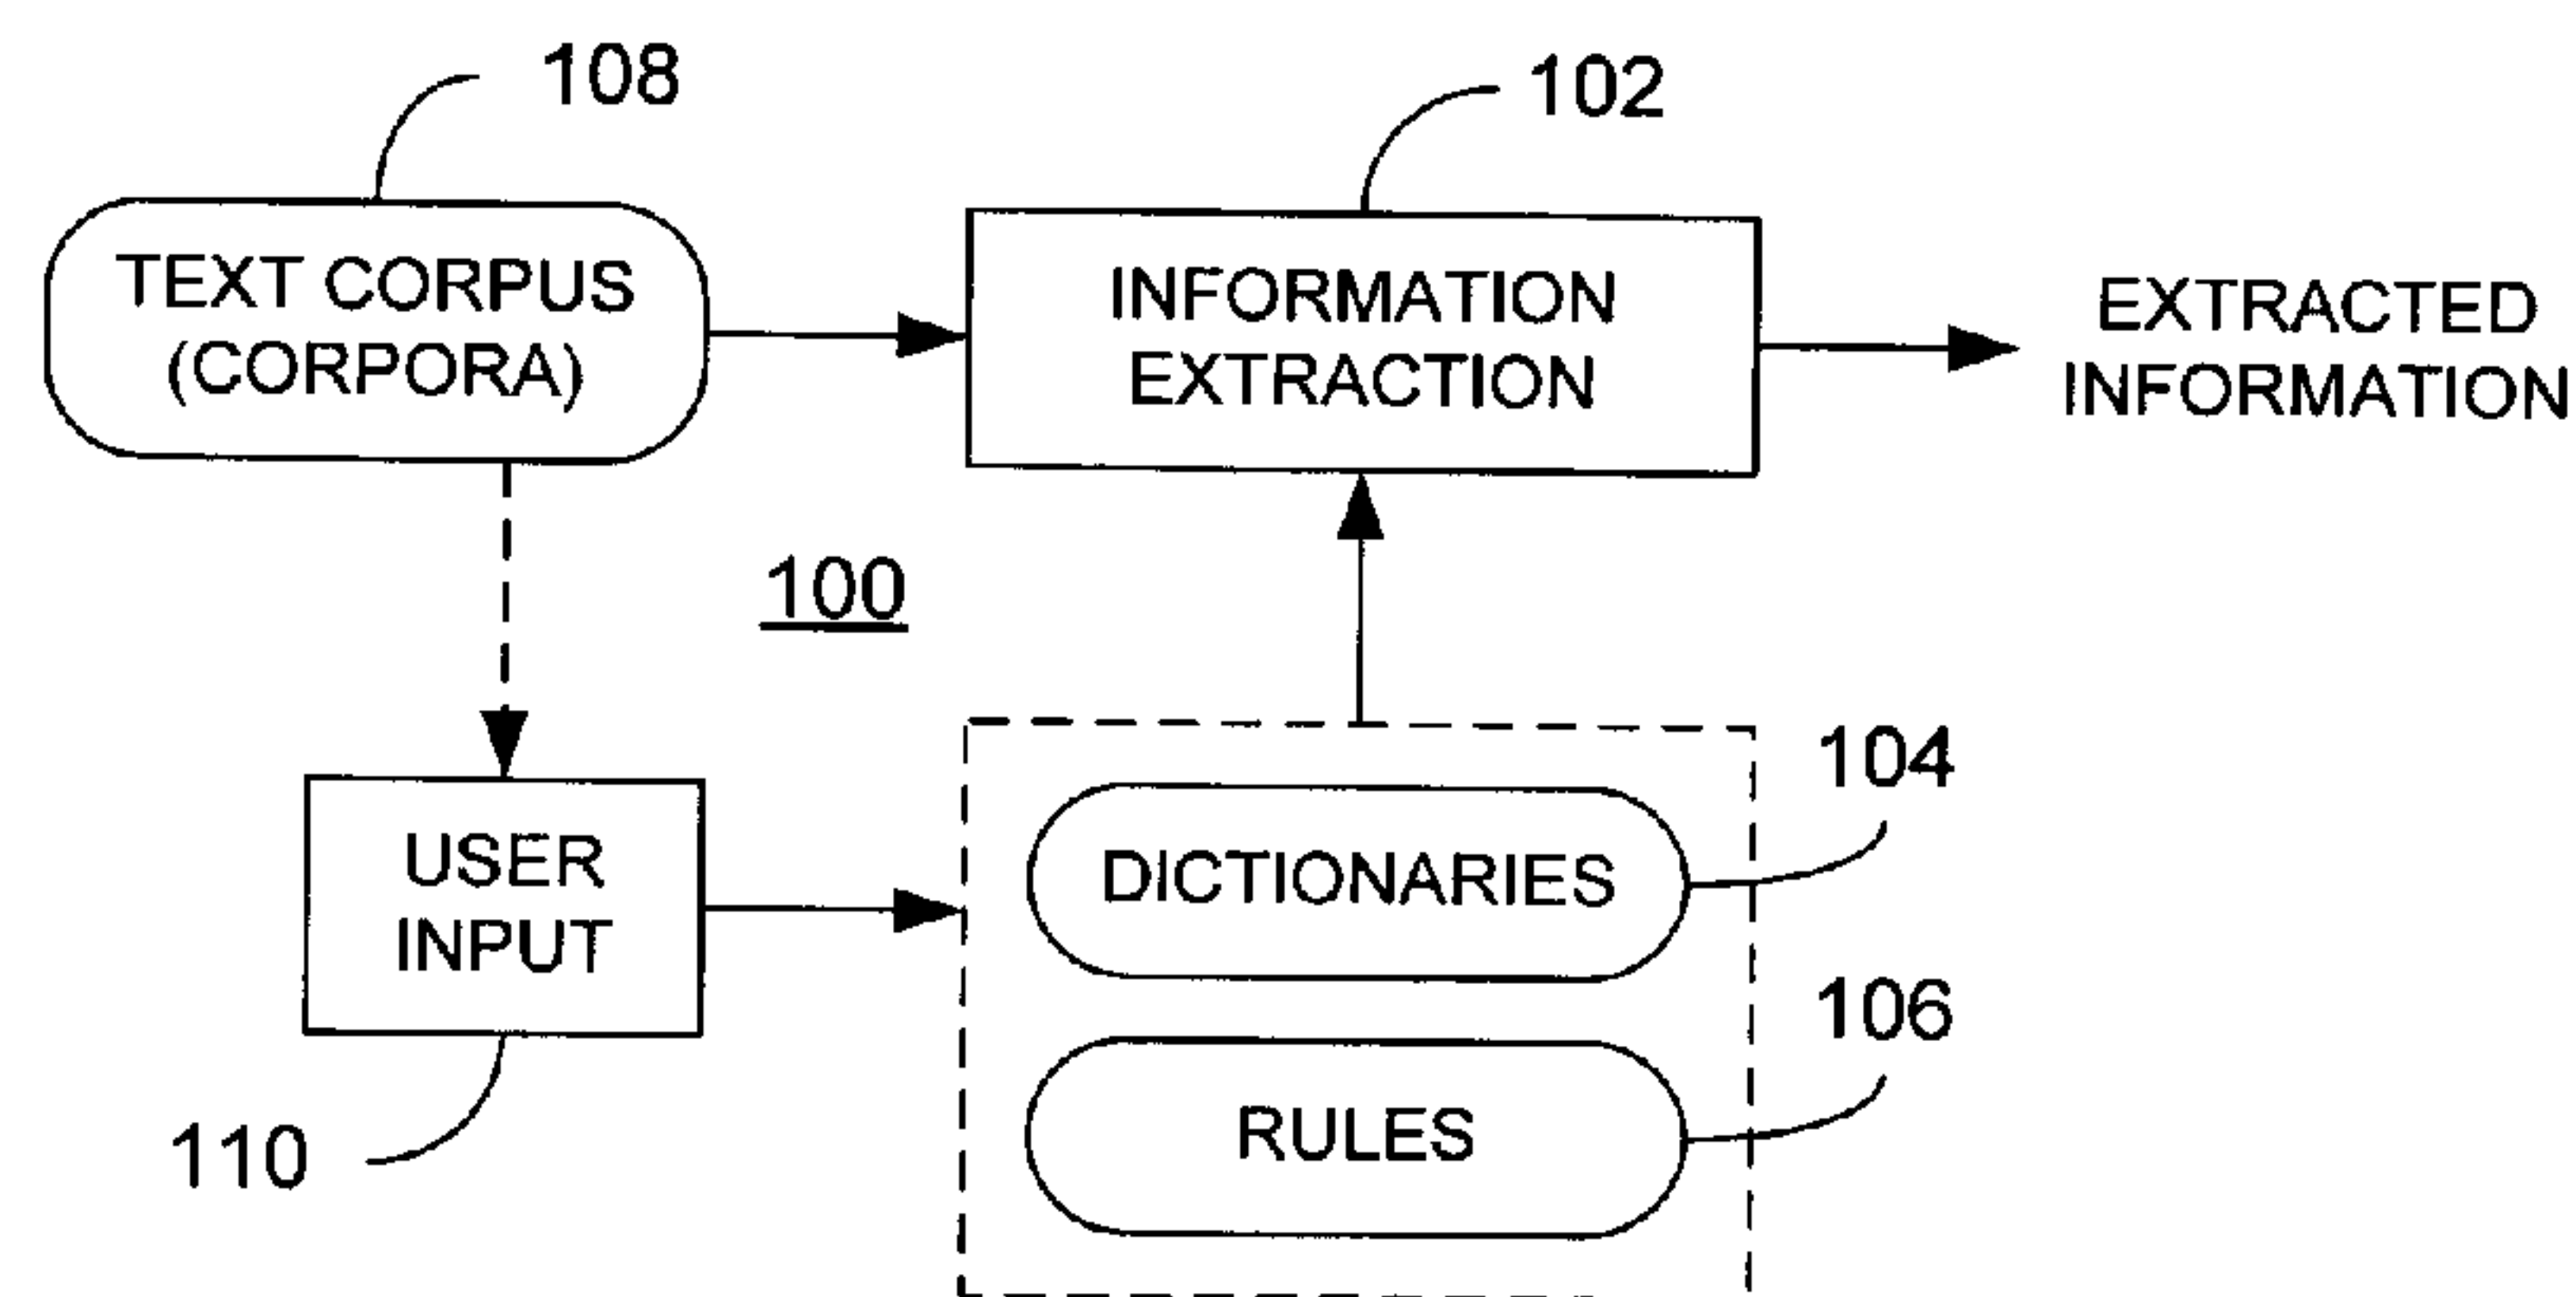 108
102
TEXT CORPUS
(CORPORA)
INFORMATION
EXTRACTION
EXTRACTED
INFORMATION
100
104
USER
INPUT
DICTIONARIES
106
RULES
110